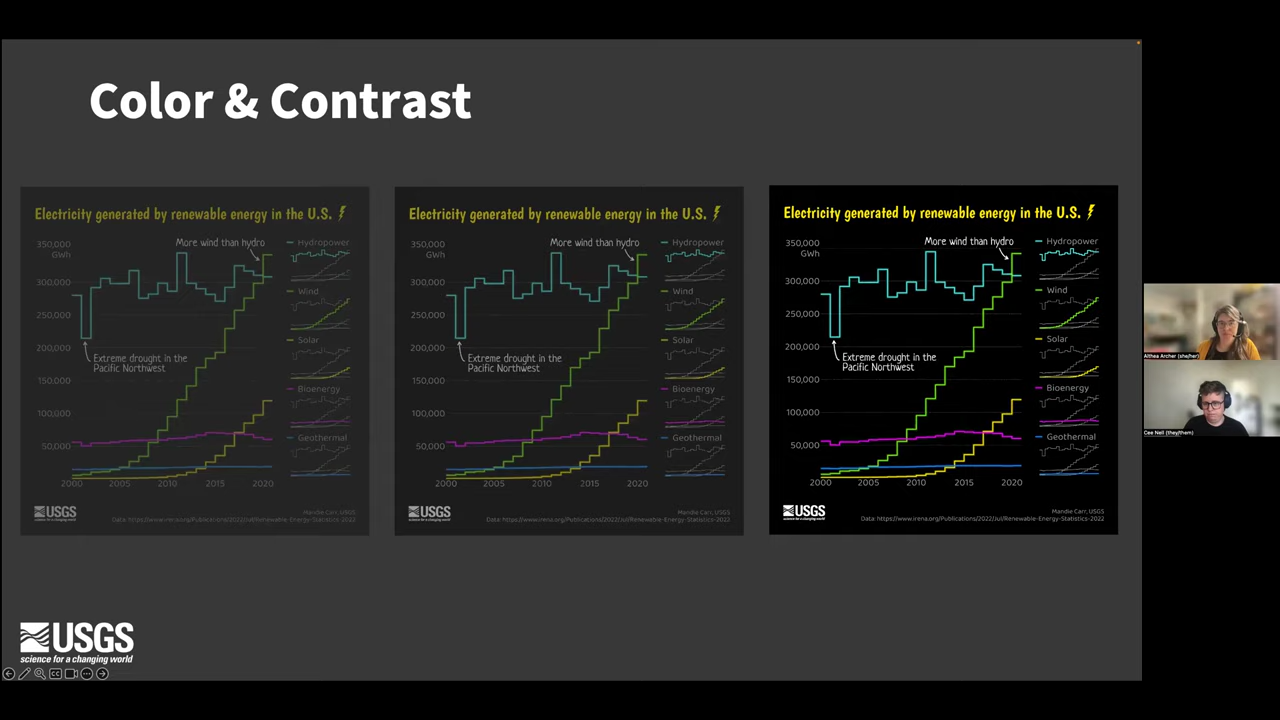 Color & Contrast
Electricity generated by renewable energy in the U.S.
350,000
GWh
300,000
250,000
200,000
150,000
100,000
50,000
2000
2005
2010
2015
2020
More wind than hydro
Extreme drought in the
Pacific Northwest
Hydropower
Wind
Solar
Bioenergy
Geothermal
USGS
science for a changing world
Mandie Carr, USGS
Data: https://www.irena.org/Publications/2022/Jul/Renewable-Energy-Statistics-2022
Electricity generated by renewable energy in the U.S.
350,000
GWh
300,000
250,000
200,000
150,000
100,000
50,000
2000
2005
2010
2015
2020
More wind than hydro
Extreme drought in the
Pacific Northwest
Hydropower
Wind
Solar
Bioenergy
Geothermal
USGS
science for a changing world
Mandie Carr, USGS
Data: https://www.irena.org/Publications/2022/Jul/Renewable-Energy-Statistics-2022
Electricity generated by renewable energy in the U.S.
350,000
GWh
300,000
250,000
200,000
150,000
100,000
50,000
2000
2005
2010
2015
2020
More wind than hydro
Extreme drought in the
Pacific Northwest
Hydropower
Wind
Solar
Bioenergy
Geothermal
USGS
science for a changing world
Mandie Carr, USGS
Data: https://www.irena.org/Publications/2022/Jul/Renewable-Energy-Statistics-2022
Althea Archer (she/her)
Cee Nell (they/them)
USGS
science for a changing world
CC